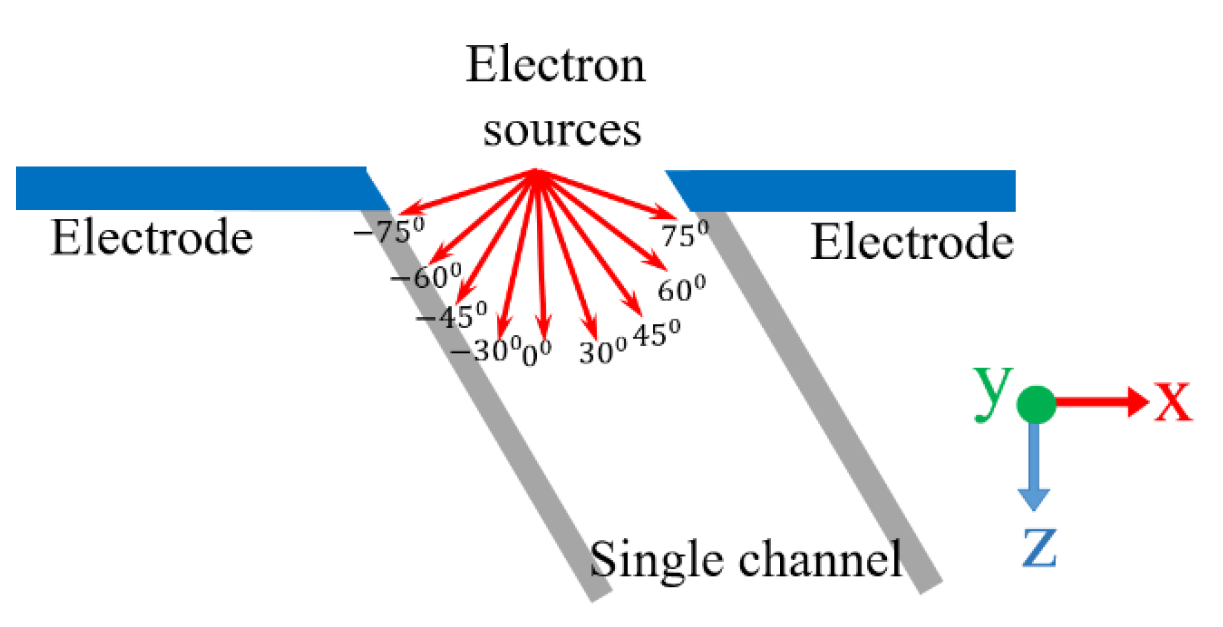 Electron
sources
Electrode
−75⁰
75⁰
Electrode
−60⁰
60⁰
−45⁰
45⁰
−30⁰
0⁰
30⁰
y
x
z
Single channel